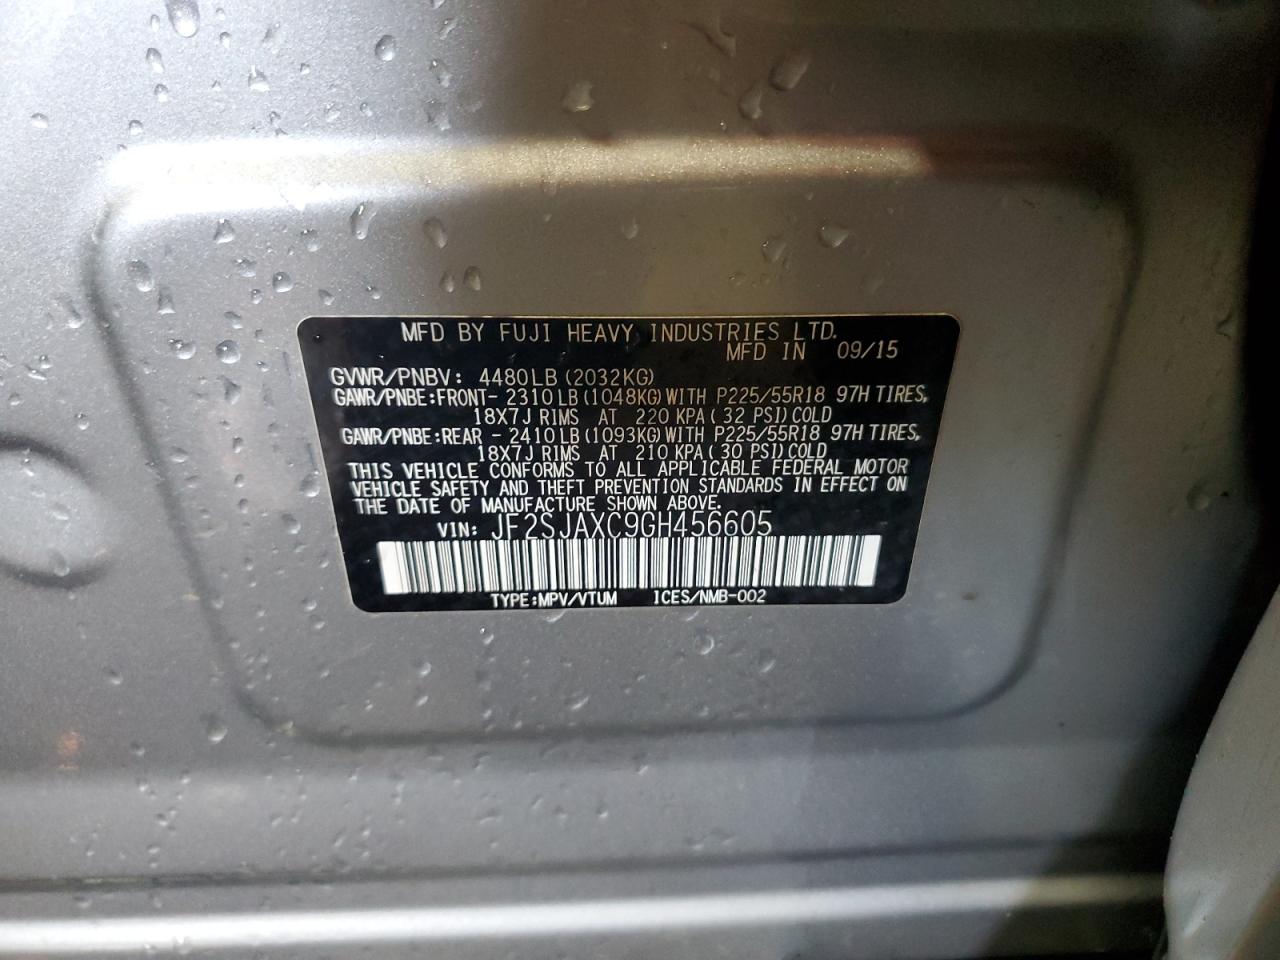 MFD BY FUJI HEAVY INDUSTRIES LTD.
MFD IN 09/15
GVWR/PNBV: 4480LB (2032KG)
GAWR/PNBE:FRONT- 2310LB (1048KG) WITH P225/55R18 97H TIRES,
18X7J RIMS AT 220 KPA ( 32 PSI) COLD
GAWR/PNBE:REAR - 2410LB (1093KG) WITH P225/55R18 97H TIRES,
18X7J RIMS AT 210 KPA ( 30 PSI) COLD
THIS VEHICLE CONFORMS TO ALL APPLICABLE FEDERAL MOTOR
VEHICLE SAFETY AND THEFT PREVENTION STANDARDS IN EFFECT ON
THE DATE OF MANUFACTURE SHOWN ABOVE.
VIN: JF2SJAXC9GH456605
TYPE:MPV/VTUM ICES/NMB-002